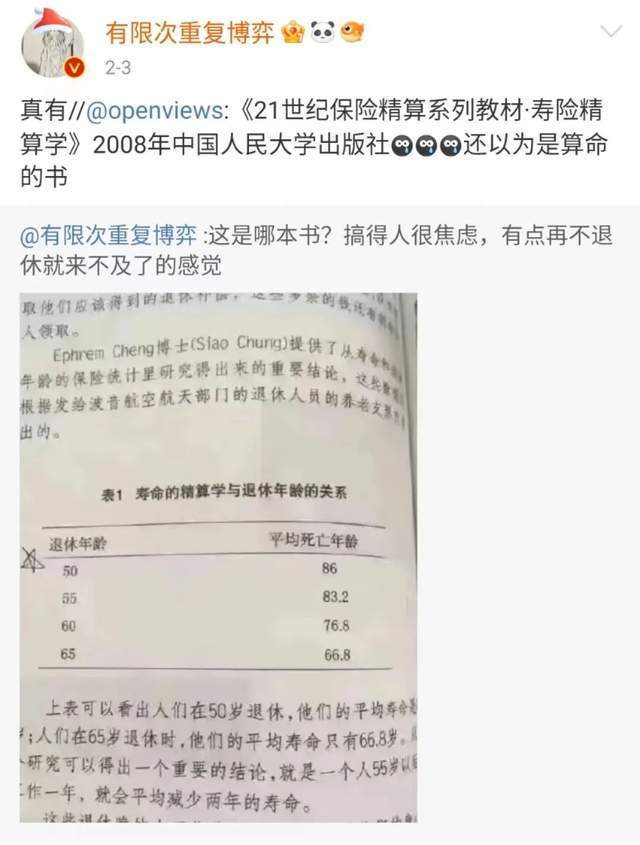 有限次重复博弈
2-3
真有//@openviews:《21世纪保险精算系列教材·寿险精
算学》2008年中国人民大学出版社还以为是算命
的书
@有限次重复博弈 :这是哪本书？搞得人很焦虑，有点再不退
休就来不及了的感觉
取他们应该得到的退休
人领取。
Ephrem Cheng博士(Siao Chung)提供了从寿命和
年龄的保险统计里研究得出来的重要结论，这些数据
根据发给波音航空航天部门的退休人员的养老支票
出的。
表1 寿命的精算学与退休年龄的关系
退休年龄 平均死亡年龄
50 86
55 83.2
60 76.8
65 66.8
上表可以看出人们在50岁退休，他们的平均寿命是
；人们在65岁退休时，他们的平均寿命只有66.8岁。
研究可以得出一个重要的结论，就是一个人55岁以
工作一年，就会平均减少两年的寿命。